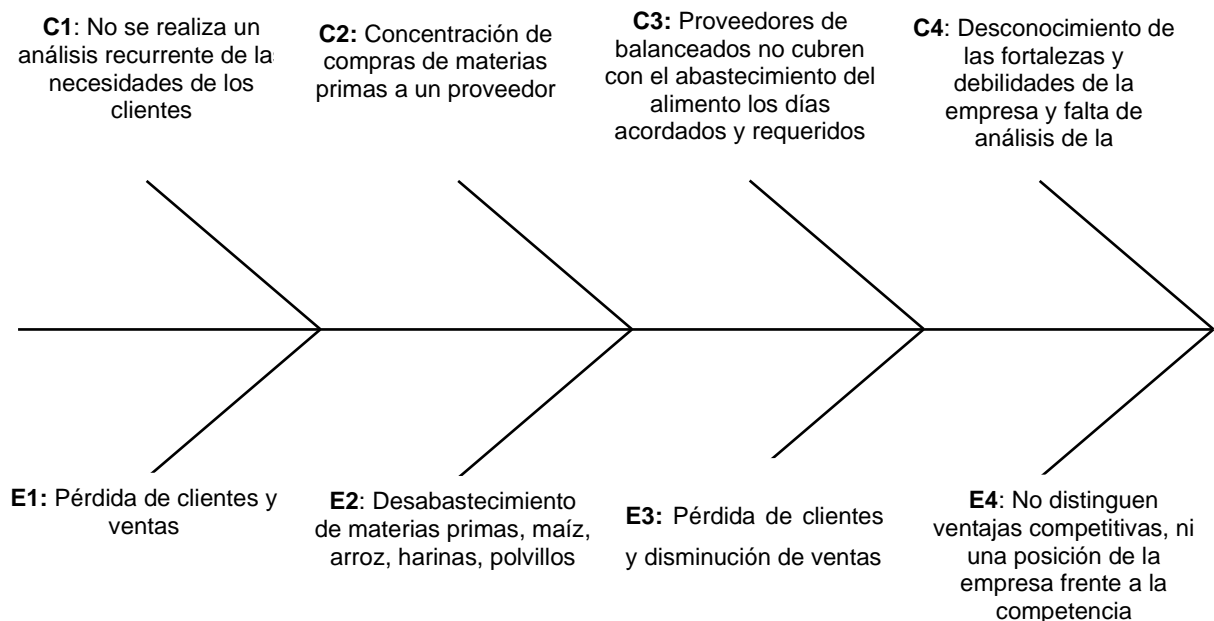 C1: No se realiza un
análisis recurrente de las
necesidades de los
clientes
C2: Concentración de
compras de materias
primas a un proveedor
C3: Proveedores de
balanceados no cubren
con el abastecimiento del
alimento los días
acordados y requeridos
C4: Desconocimiento de
las fortalezas y
debilidades de la
empresa y falta de
análisis de la
E1: Pérdida de clientes y
ventas
E2: Desabastecimiento
de materias primas, maíz,
arroz, harinas, polvillos
E3: Pérdida de clientes
y disminución de ventas
E4: No distinguen
ventajas competitivas, ni
una posición de la
empresa frente a la
competencia